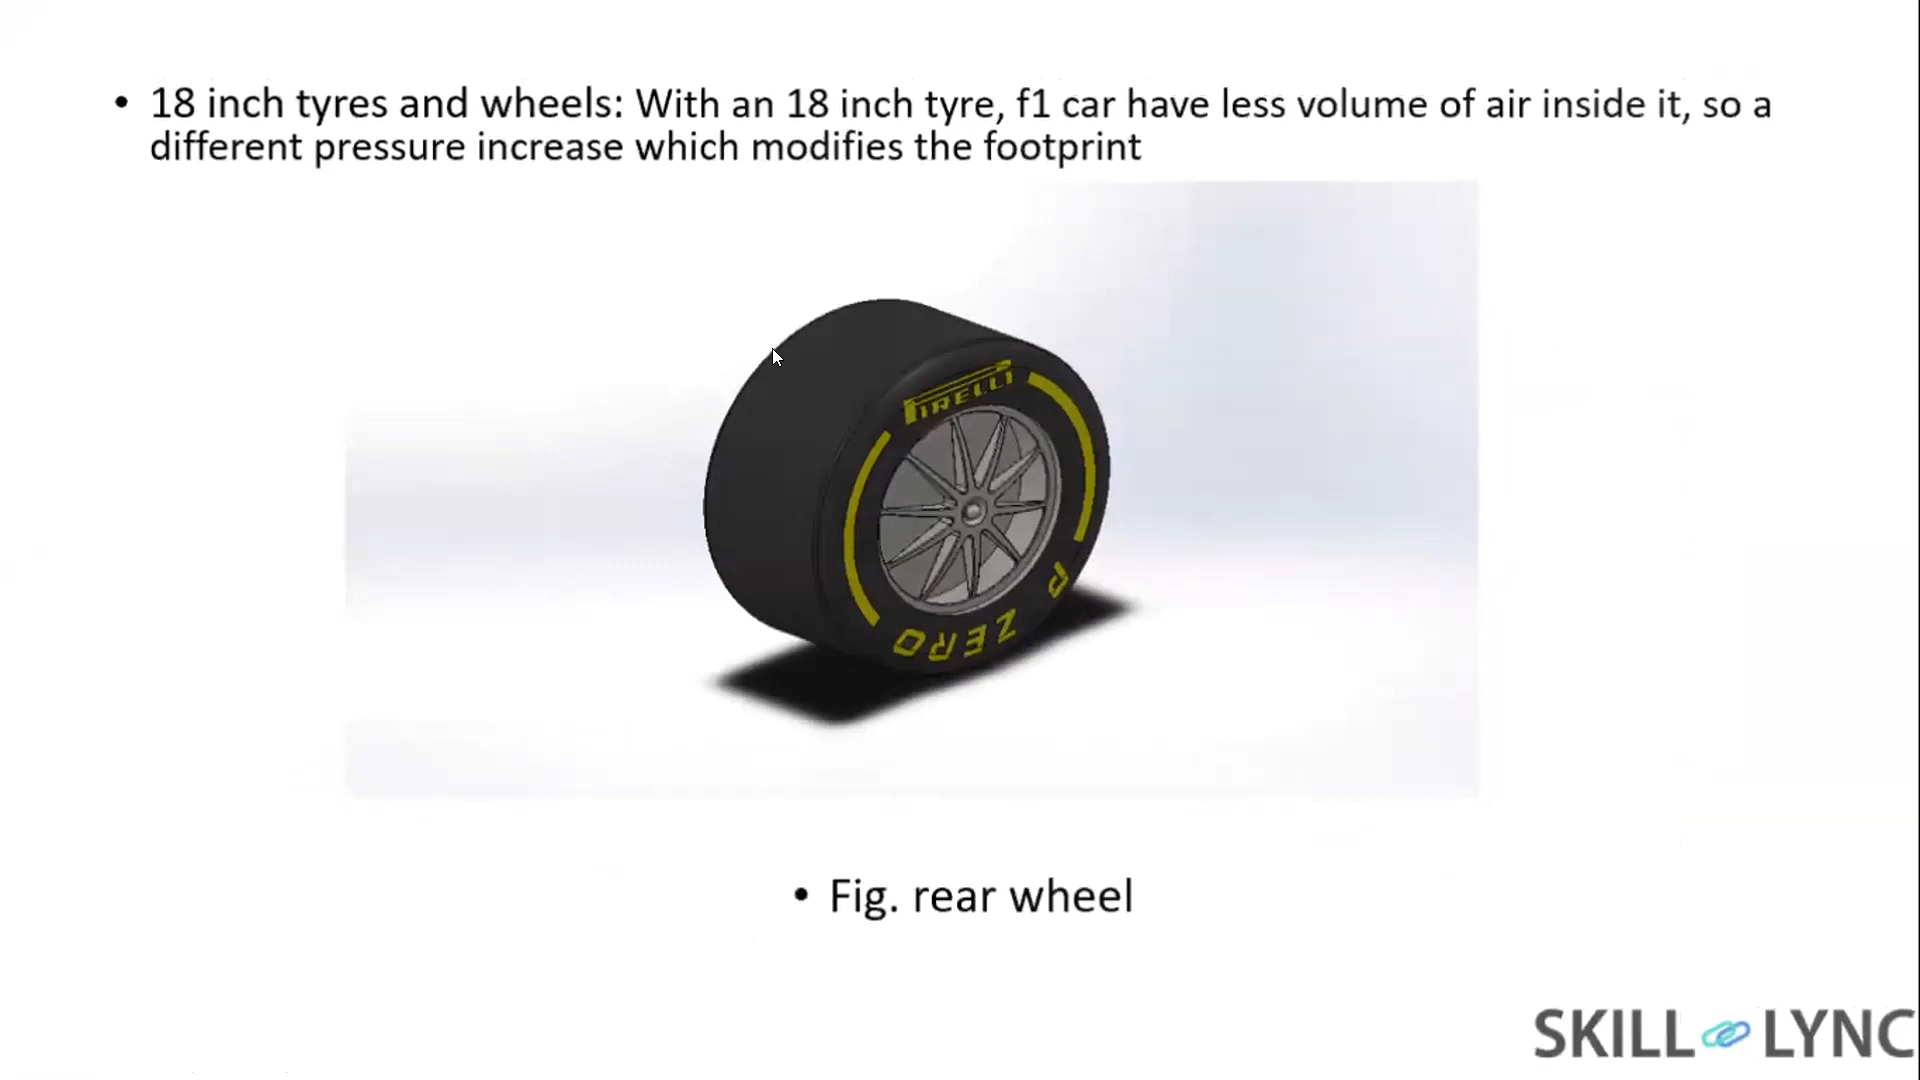 • 18 inch tyres and wheels: With an 18 inch tyre, f1 car have less volume of air inside it, so a
different pressure increase which modifies the footprint
PIRELLI
P ZERO
• Fig. rear wheel
SKILL LYNC